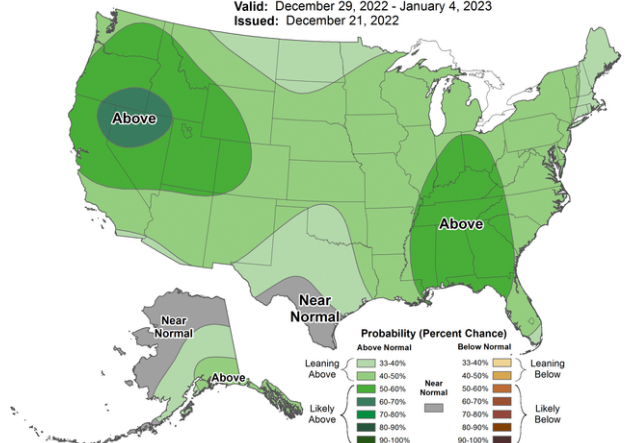 Valid: December 29, 2022 - January 4, 2023
Issued: December 21, 2022
Above
Above
Near
Normal
Near
Normal
Above
Probability (Percent Chance)
Above Normal
Below Normal
Leaning
Above
33-40%
40-50%
Likely
Above
50-60%
60-70%
70-80%
80-90%
90-100%
Near
Normal
33-40%
40-50%
Leaning
Below
50-60%
60-70%
70-80%
80-90%
90-100%
Likely
Below